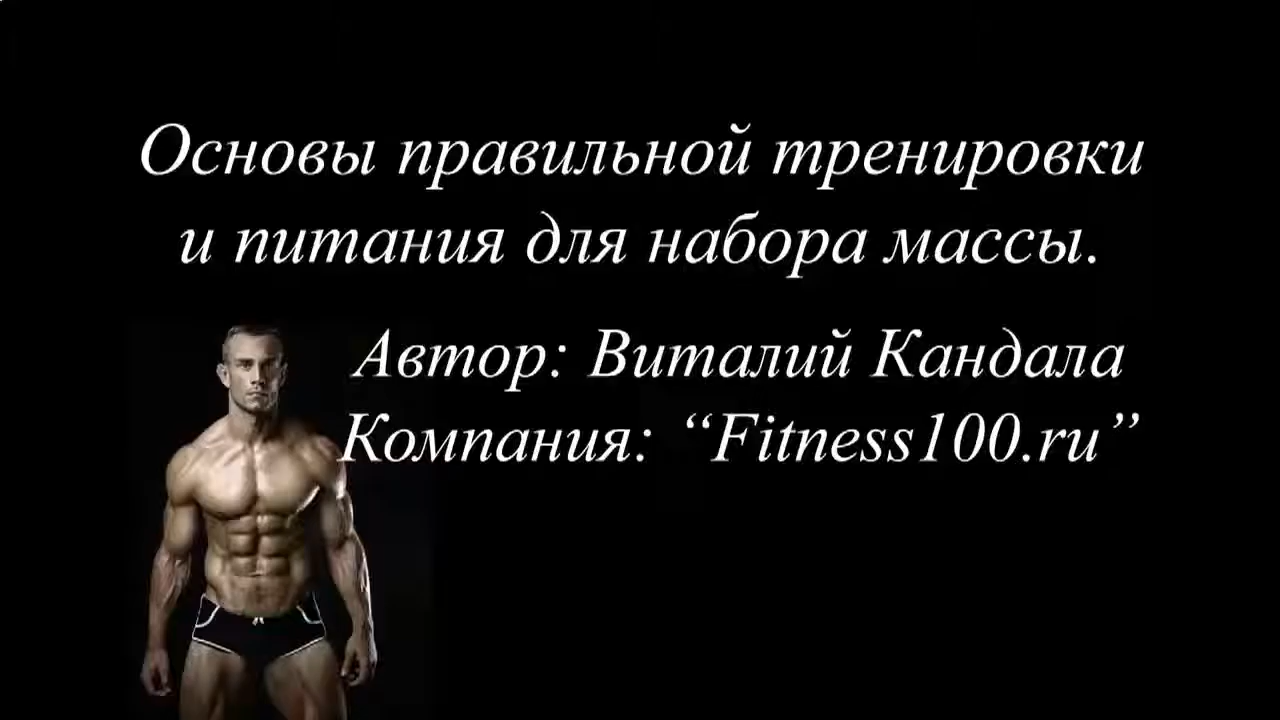 Основы правильной тренировки
и питания для набора массы.
Автор: Виталий Кандала
Компания: “Fitness100.ru”